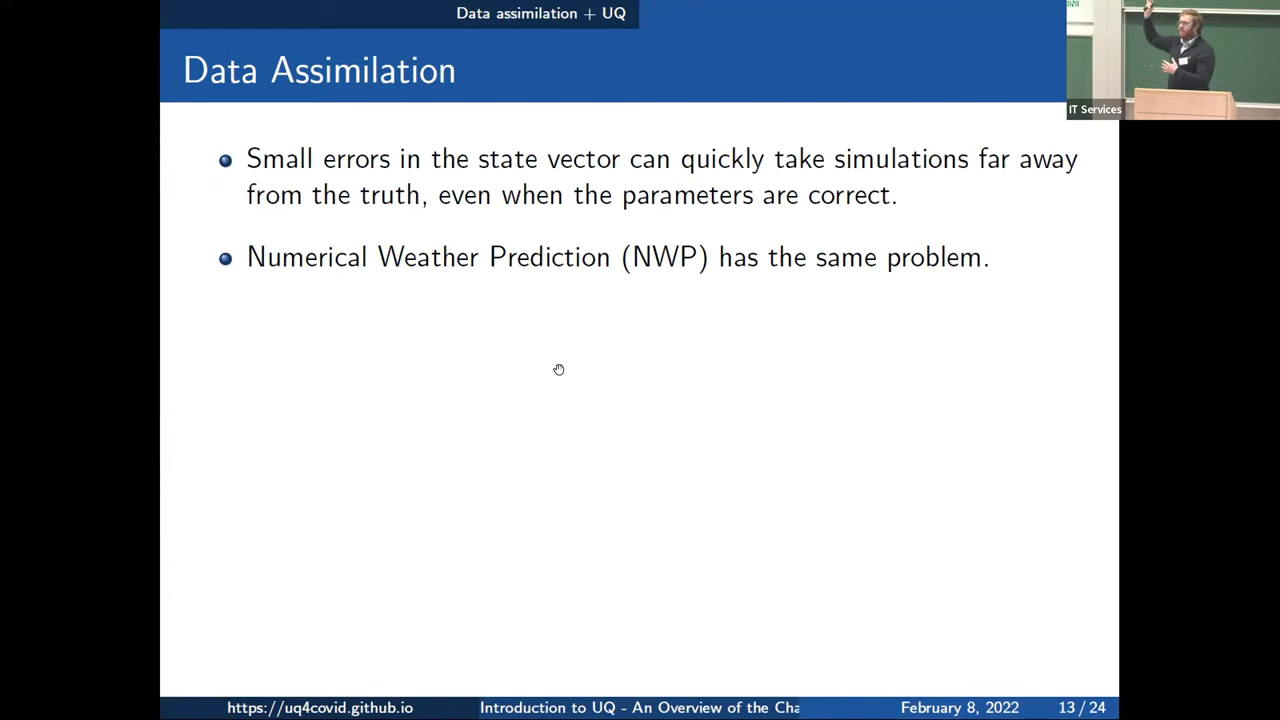 Data assimilation + UQ
Data Assimilation
IT Services
Small errors in the state vector can quickly take simulations far away
from the truth, even when the parameters are correct.
Numerical Weather Prediction (NWP) has the same problem.
https://uq4covid.github.io
Introduction to UQ - An Overview of the Cha
February 8, 2022
13 / 24